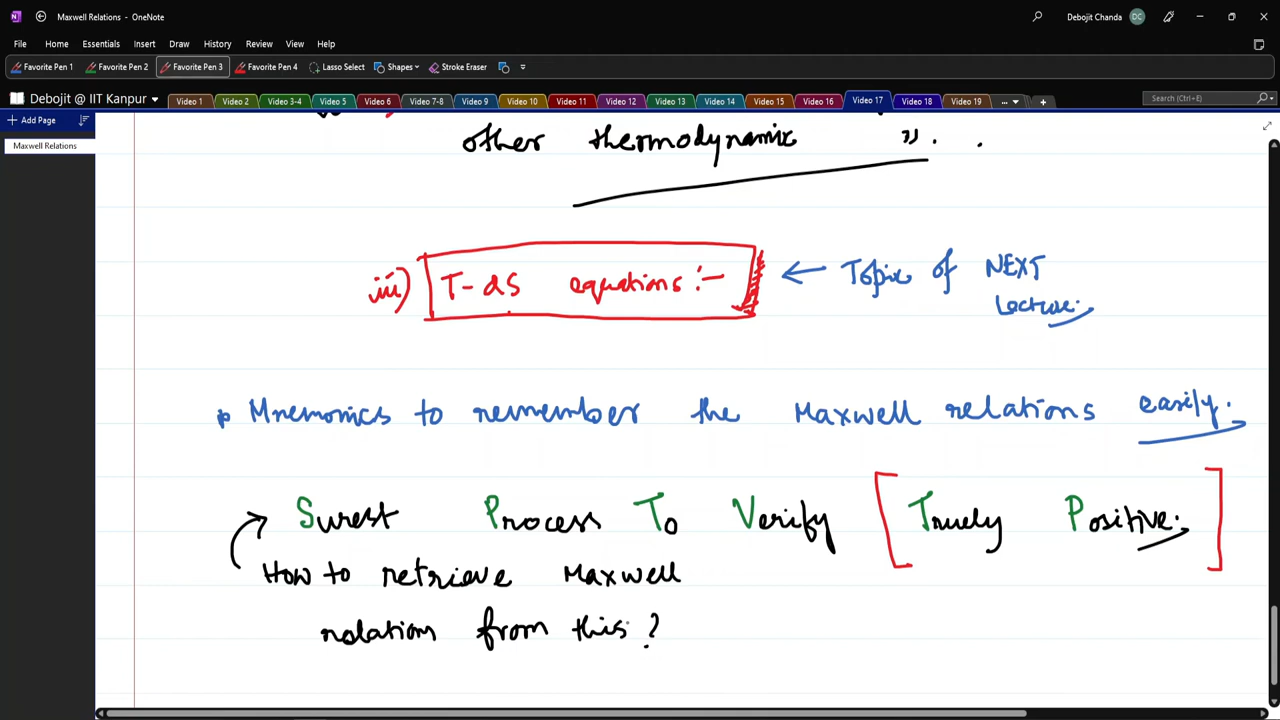 Maxwell Relations - OneNote
Debojit Chanda DC
File Home Essentials Insert Draw History Review View Help
Favorite Pen 1 Favorite Pen 2 Favorite Pen 3 Favorite Pen 4 Lasso Select Shapes Stroke Eraser
Debojit @ IIT Kanpur Video 1 Video 2 Video 3-4 Video 5 Video 6 Video 7-8 Video 9 Video 10 Video 11 Video 12 Video 13 Video 14 Video 15 Video 16 Video 17 Video 18 Video 19 ... + Search (Ctrl+E)
+ Add Page
Maxwell Relations
other thermodynamic " . .
iii) T-dS equations :- ← Topic of NEXT
Lecture.
Mnemonics to remember the Maxwell relations easily.
Surest Process To Verify [Truely Positive.]
How to retrieve Maxwell
relation from this ?